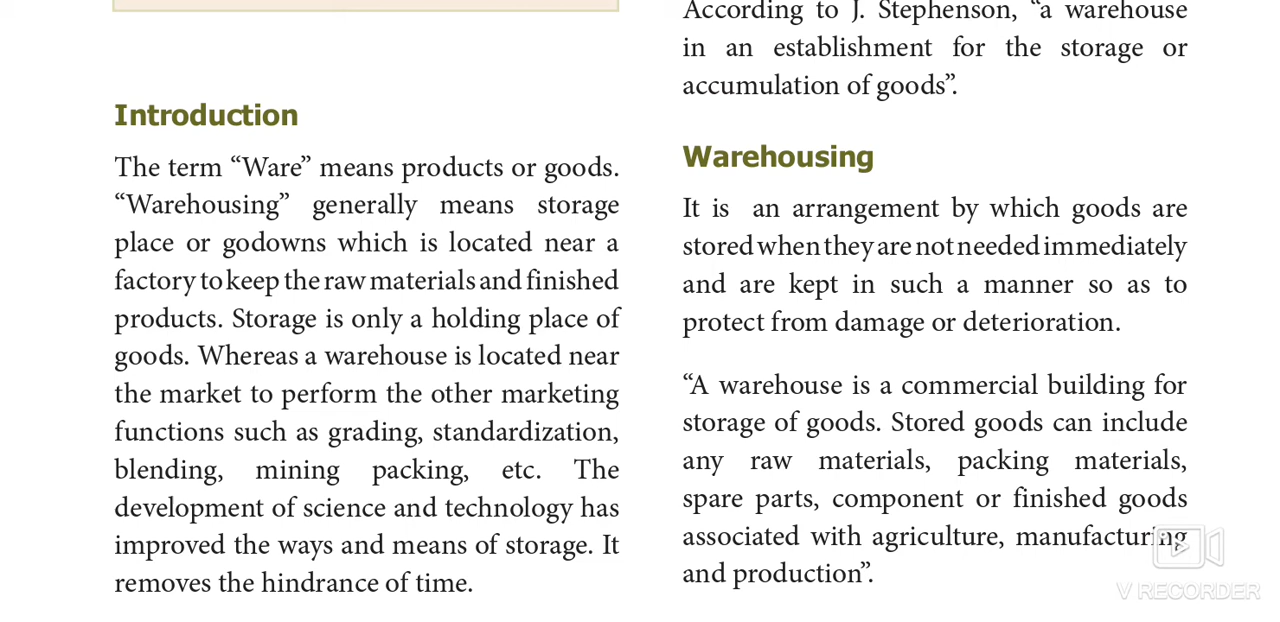 Introduction
The term “Ware” means products or goods.
“Warehousing” generally means storage
place or godowns which is located near a
factory to keep the raw materials and finished
products. Storage is only a holding place of
goods. Whereas a warehouse is located near
the market to perform the other marketing
functions such as grading, standardization,
blending, mining packing, etc. The
development of science and technology has
improved the ways and means of storage. It
removes the hindrance of time.
According to J. Stephenson, “a warehouse
in an establishment for the storage or
accumulation of goods”.
Warehousing
It is an arrangement by which goods are
stored when they are not needed immediately
and are kept in such a manner so as to
protect from damage or deterioration.
“A warehouse is a commercial building for
storage of goods. Stored goods can include
any raw materials, packing materials,
spare parts, component or finished goods
associated with agriculture, manufacturing
and production”.
V RECORDER